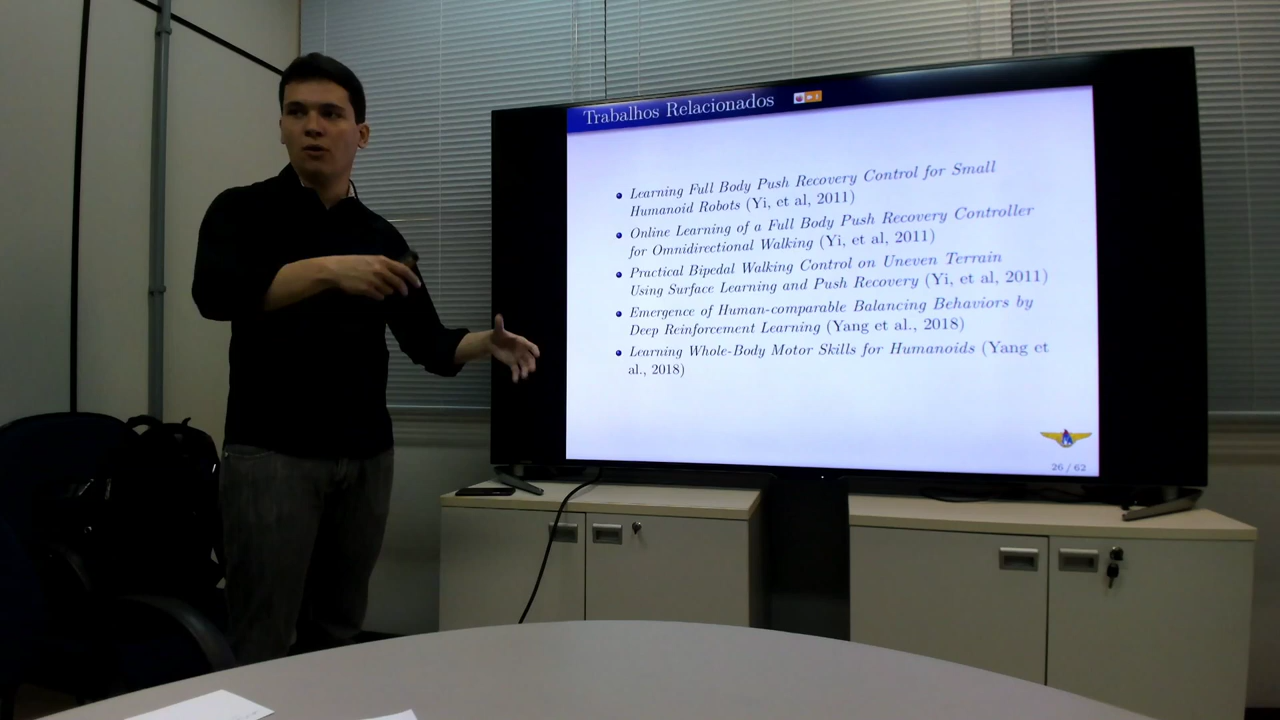 Trabalhos Relacionados
Learning Full Body Push Recovery Control for Small
Humanoid Robots (Yi, et al, 2011)
Online Learning of a Full Body Push Recovery Controller
for Omnidirectional Walking (Yi, et al, 2011)
Practical Bipedal Walking Control on Uneven Terrain
Using Surface Learning and Push Recovery (Yi, et al, 2011)
Emergence of Human-comparable Balancing Behaviors by
Deep Reinforcement Learning (Yang et al., 2018)
Learning Whole-Body Motor Skills for Humanoids (Yang et
al., 2018)
26 / 62